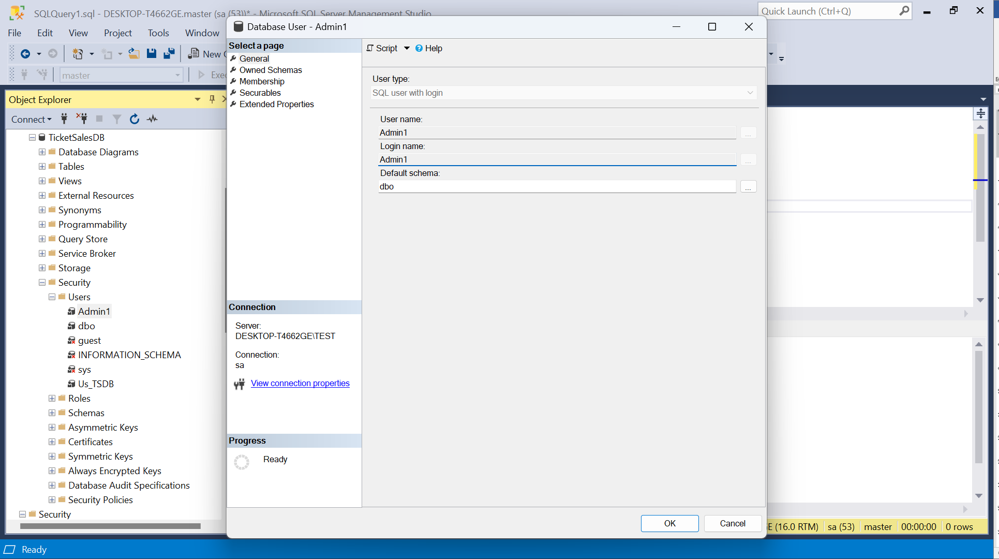 SQLQuery1.sql - DESKTOP-T4662GE.master (sa (53))* - Microsoft SQL Server Management Studio
Quick Launch (Ctrl+Q)
File Edit View Project Tools Window
New
master
Object Explorer
Connect
TicketSalesDB
Database Diagrams
Tables
Views
External Resources
Synonyms
Programmability
Query Store
Service Broker
Storage
Security
Users
Admin1
dbo
guest
INFORMATION_SCHEMA
sys
Us_TSDB
Roles
Schemas
Asymmetric Keys
Certificates
Symmetric Keys
Always Encrypted Keys
Database Audit Specifications
Security Policies
Security
Database User - Admin1
Select a page
General
Owned Schemas
Membership
Securables
Extended Properties
Connection
Server:
DESKTOP-T4662GE\TEST
Connection:
sa
View connection properties
Progress
Ready
Script Help
User type:
SQL user with login
User name:
Admin1 ...
Login name:
Admin1 ...
Default schema:
dbo ...
OK Cancel
(16.0 RTM) sa (53) master 00:00:00 0 rows
Ready